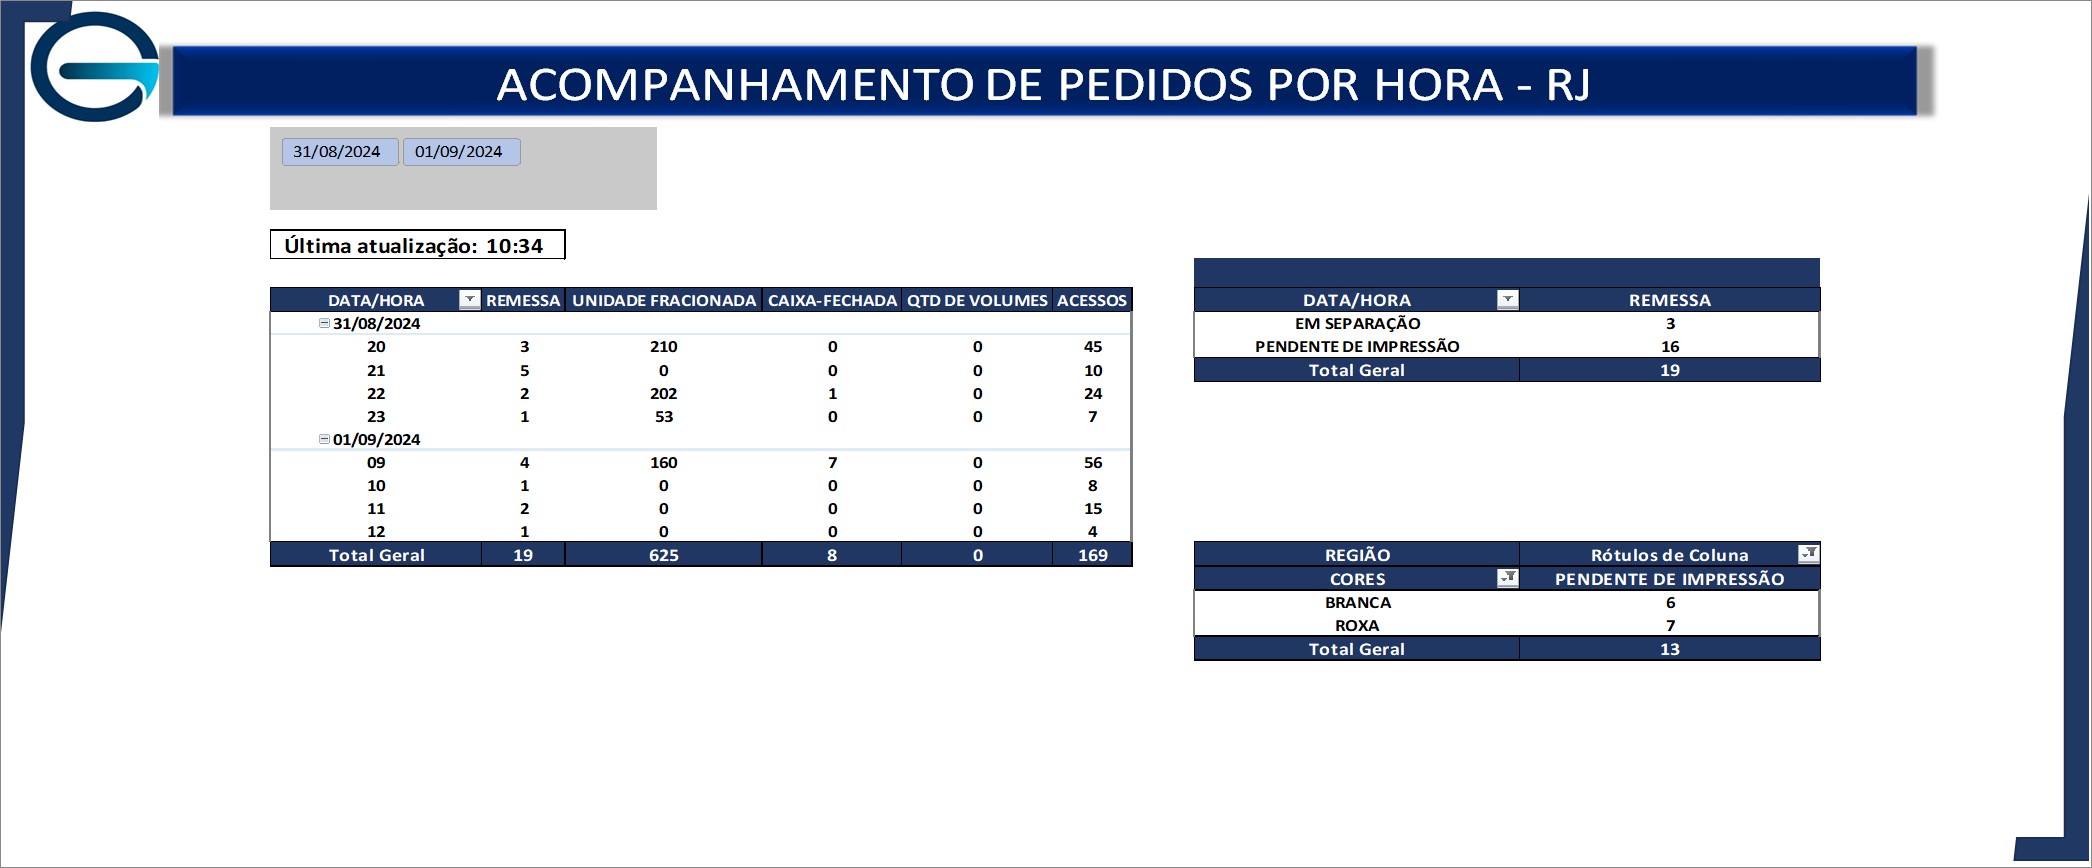 ACOMPANHAMENTO DE PEDIDOS POR HORA - RJ
31/08/2024 01/09/2024
Última atualização: 10:34
DATA/HORA REMESSA UNIDADE FRACIONADA CAIXA-FECHADA QTD DE VOLUMES ACESSOS
31/08/2024
20 3 210 0 0 45
21 5 0 0 0 10
22 2 202 1 0 24
23 1 53 0 0 7
01/09/2024
09 4 160 7 0 56
10 1 0 0 0 8
11 2 0 0 0 15
12 1 0 0 0 4
Total Geral 19 625 8 0 169
DATA/HORA REMESSA
EM SEPARAÇÃO 3
PENDENTE DE IMPRESSÃO 16
Total Geral 19
REGIÃO Rótulos de Coluna
CORES PENDENTE DE IMPRESSÃO
BRANCA 6
ROXA 7
Total Geral 13